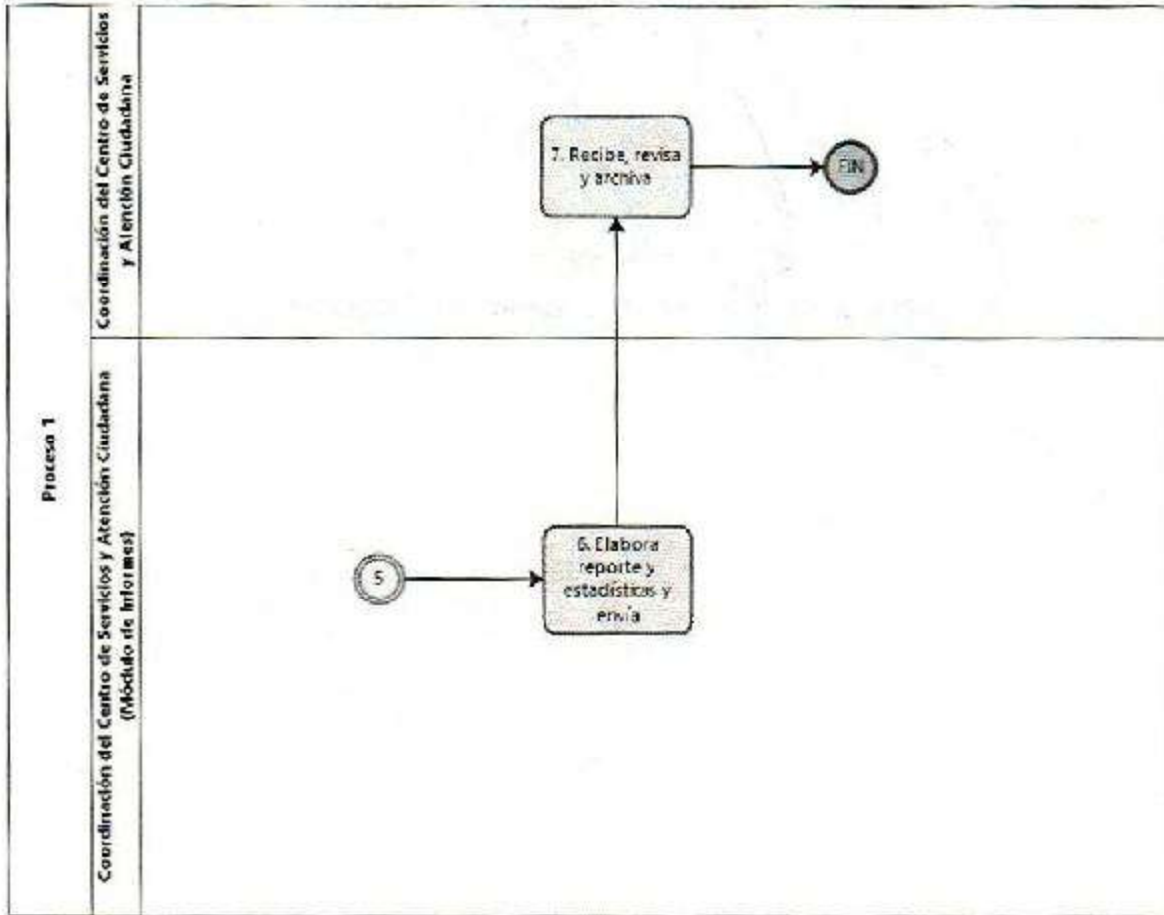 Proceso 1
Coordinación del Centro de Servicios
y Atención Ciudadana
7. Recibe, revisa
y archiva
FIN
Coordinación del Centro de Servicios y Atención Ciudadana
(Módulo de Informes)
5
6. Elabora
reporte y
estadísticas y
envía